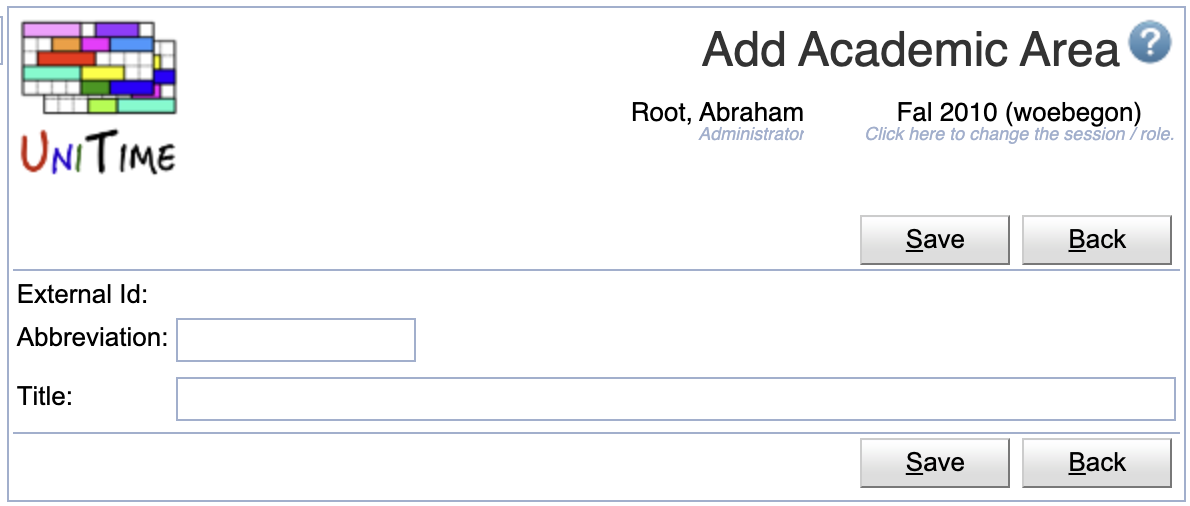 Add Academic Area ?
UNITIME
Root, Abraham Fal 2010 (woebegon)
Administrator Click here to change the session / role.
Save Back
External Id:
Abbreviation:
Title:
Save Back